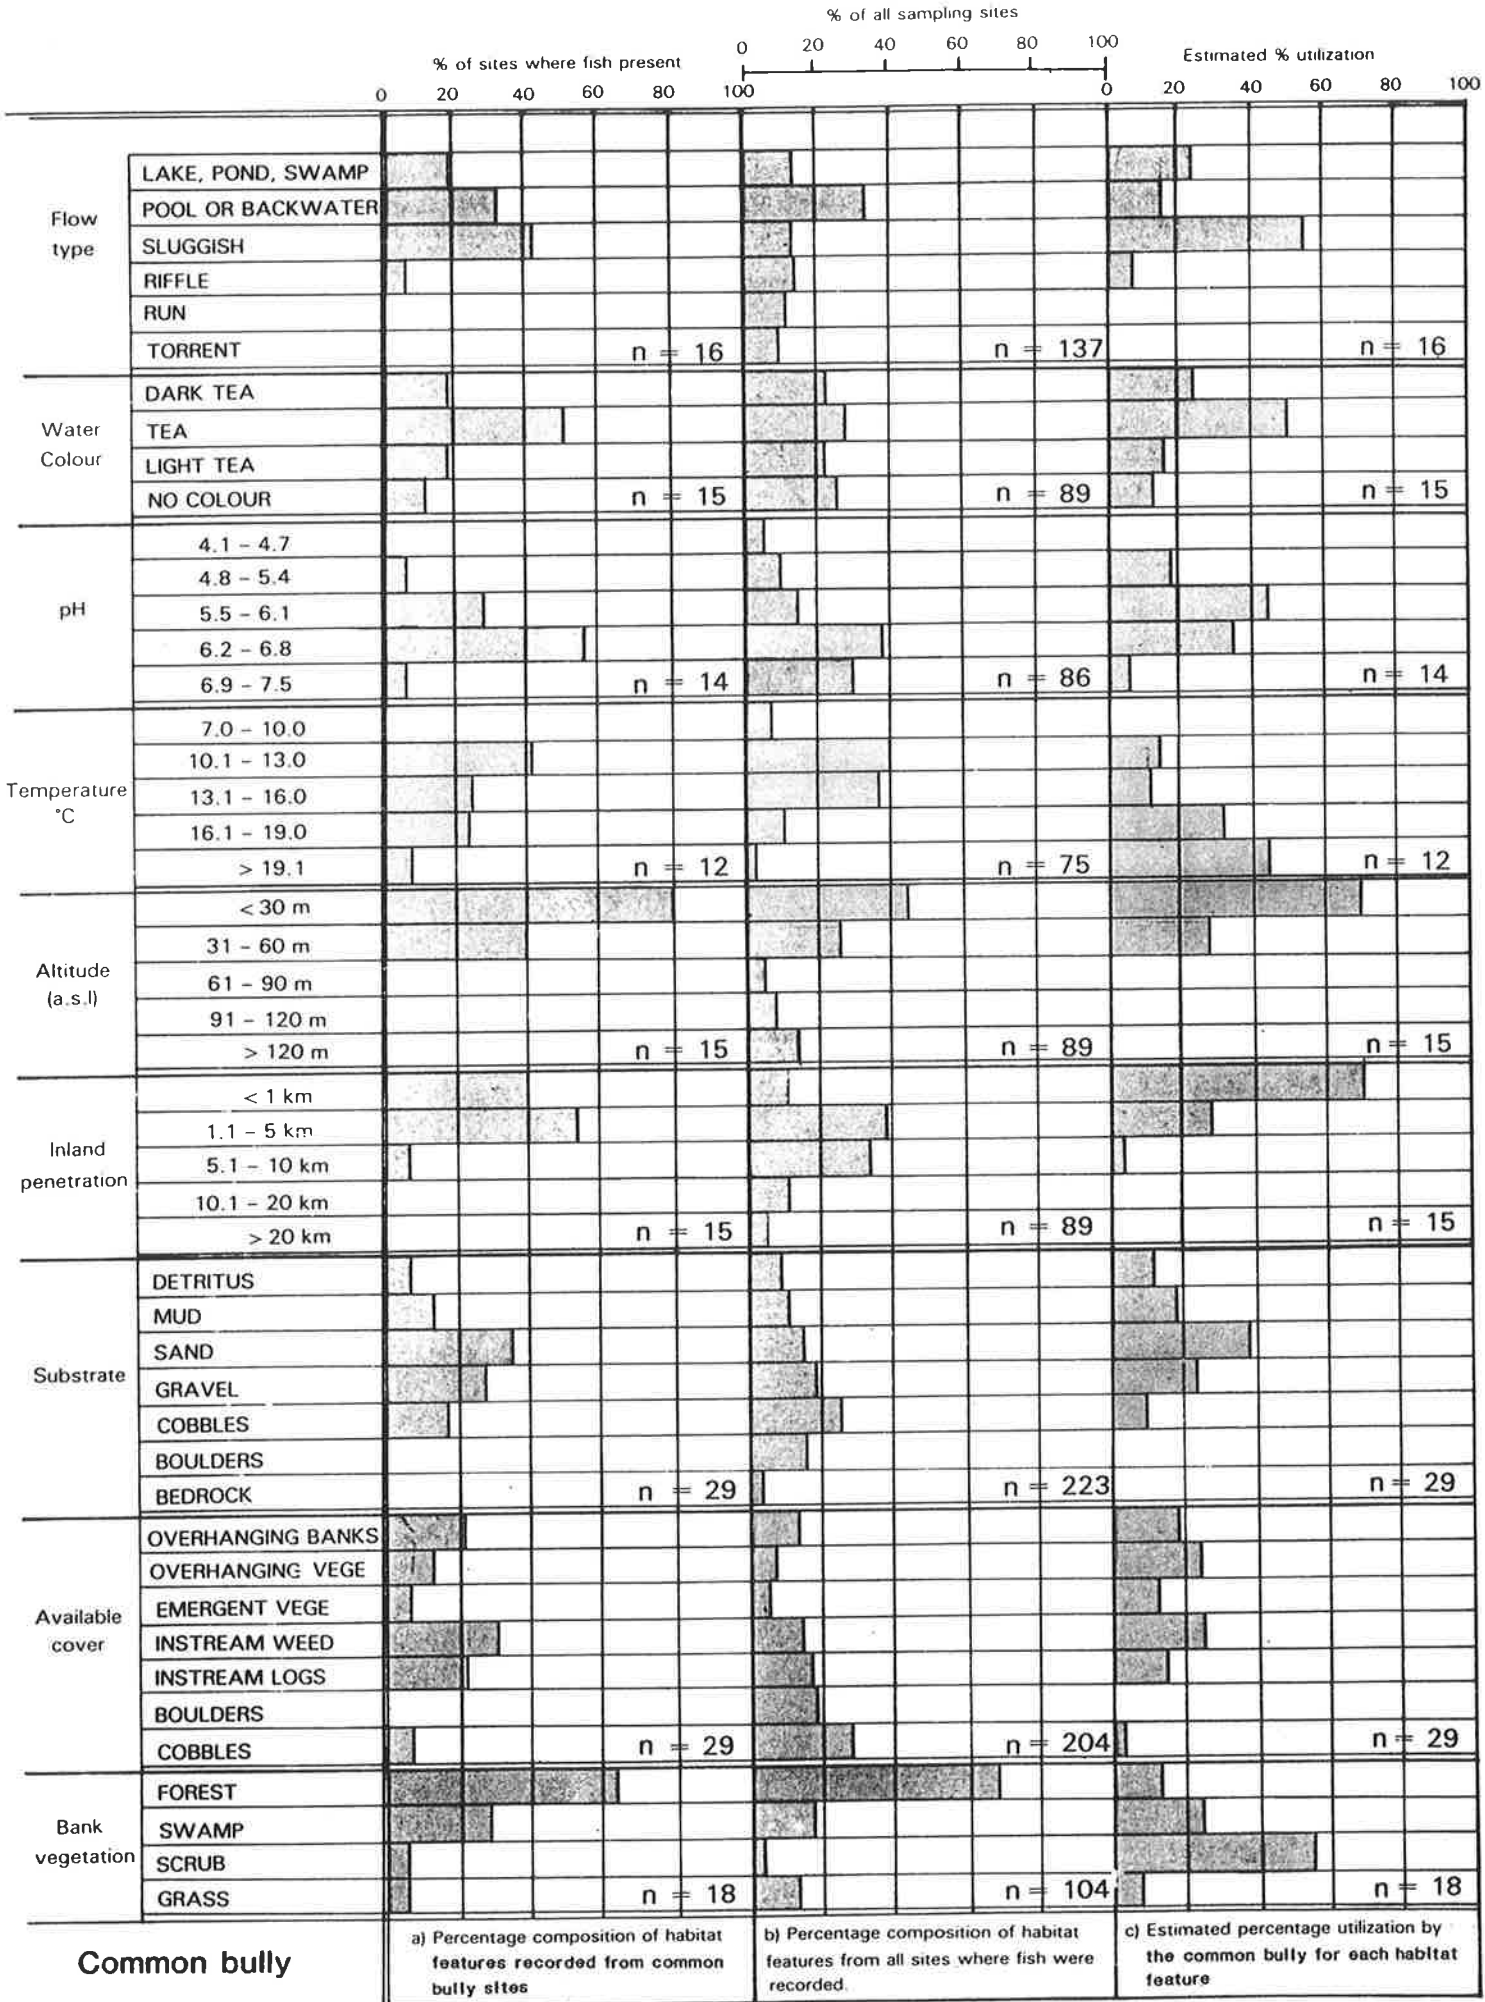 % of all sampling sites
0 20 40 60 80 100
% of sites where fish present
Estimated % utilization
0 20 40 60 80 100
0 20 40 60 80 100
Flow type
LAKE, POND, SWAMP
POOL OR BACKWATER
SLUGGISH
RIFFLE
RUN
TORRENT
n = 16
n = 137
n = 16
Water Colour
DARK TEA
TEA
LIGHT TEA
NO COLOUR
n = 15
n = 89
n = 15
pH
4.1 – 4.7
4.8 – 5.4
5.5 – 6.1
6.2 – 6.8
6.9 – 7.5
n = 14
n = 86
n = 14
Temperature
°C
7.0 – 10.0
10.1 – 13.0
13.1 – 16.0
16.1 – 19.0
> 19.1
n = 12
n = 75
n = 12
Altitude
(a.s.l)
< 30 m
31 – 60 m
61 – 90 m
91 – 120 m
> 120 m
n = 15
n = 89
n = 15
Inland
penetration
< 1 km
1.1 – 5 km
5.1 – 10 km
10.1 – 20 km
> 20 km
n = 15
n = 89
n = 15
Substrate
DETRITUS
MUD
SAND
GRAVEL
COBBLES
BOULDERS
BEDROCK
n = 29
n = 223
n = 29
Available
cover
OVERHANGING BANKS
OVERHANGING VEGE
EMERGENT VEGE
INSTREAM WEED
INSTREAM LOGS
BOULDERS
COBBLES
n = 29
n = 204
n = 29
Bank
vegetation
FOREST
SWAMP
SCRUB
GRASS
n = 18
n = 104
n = 18
Common bully
a) Percentage composition of habitat
features recorded from common
bully sites
b) Percentage composition of habitat
features from all sites where fish were
recorded.
c) Estimated percentage utilization by
the common bully for each habitat
feature